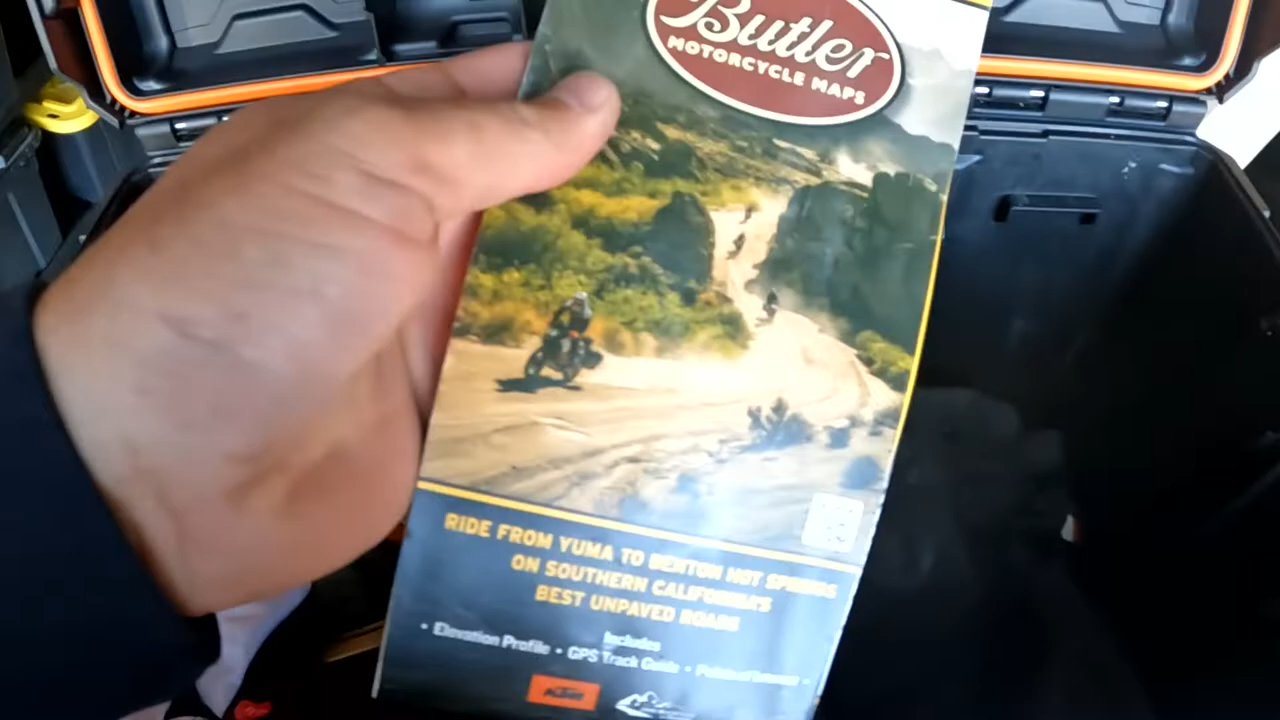 Butler
MOTORCYCLE MAPS
RIDE FROM YUMA TO BENTON HOT SPRINGS
ON SOUTHERN CALIFORNIA'S
BEST UNPAVED ROADS
Includes
• Elevation Profile • GPS Track Guide •
KTM